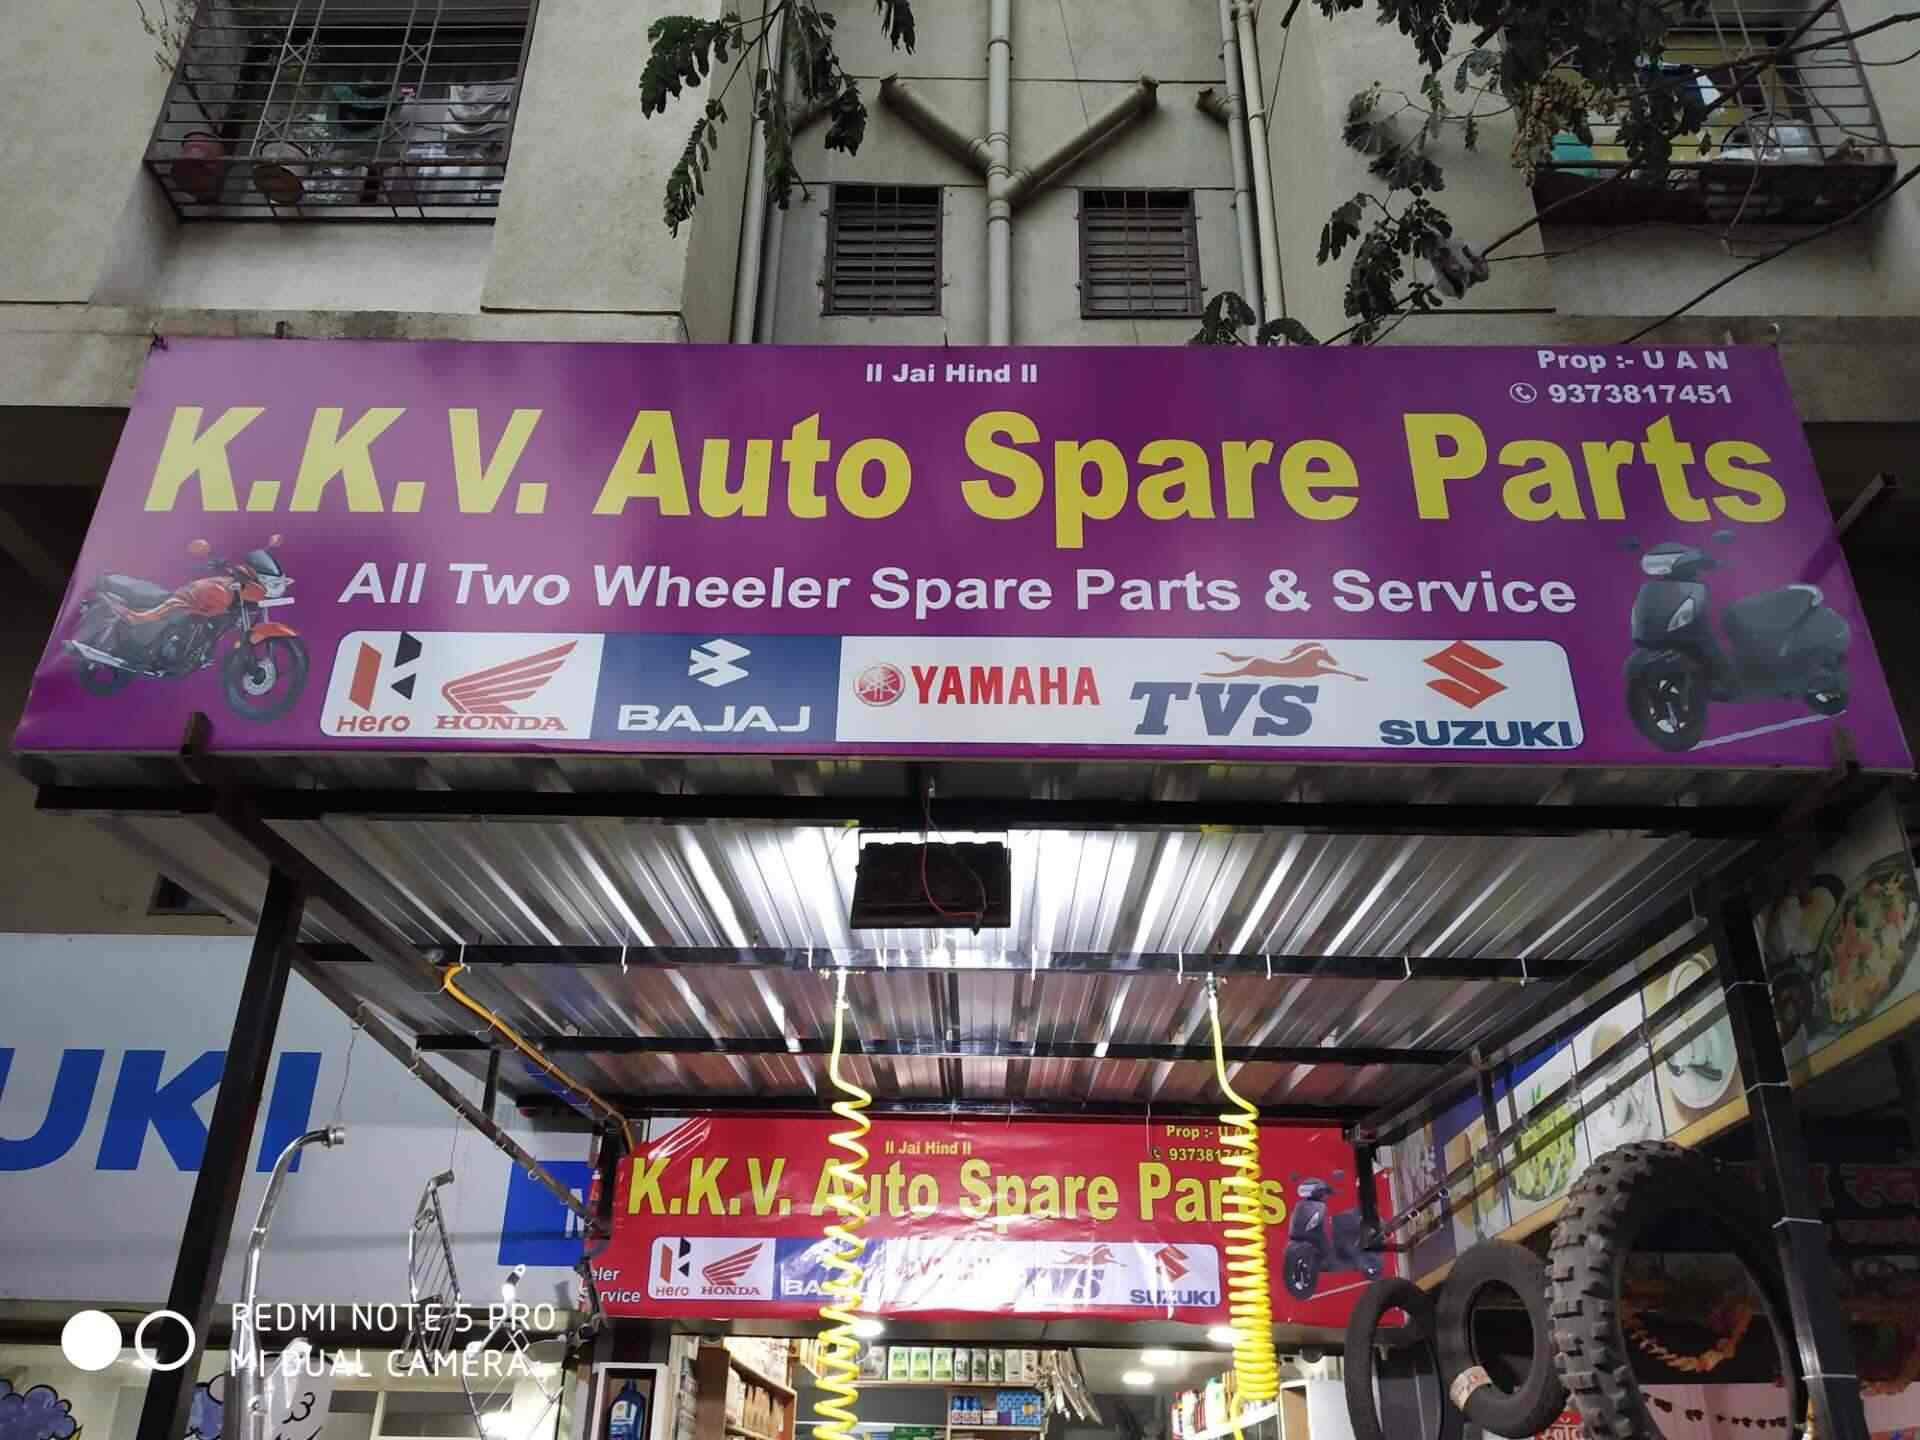 II Jai Hind II
Prop :- U A N
9373817451
K.K.V. Auto Spare Parts
All Two Wheeler Spare Parts & Service
Hero HONDA BAJAJ YAMAHA TVS SUZUKI
UKI
II Jai Hind II
Prop :- U A
K.K.V. Auto Spare Parts
Hero HONDA TVS SUZUKI
REDMI NOTE 5 PRO
MI DUAL CAMERA